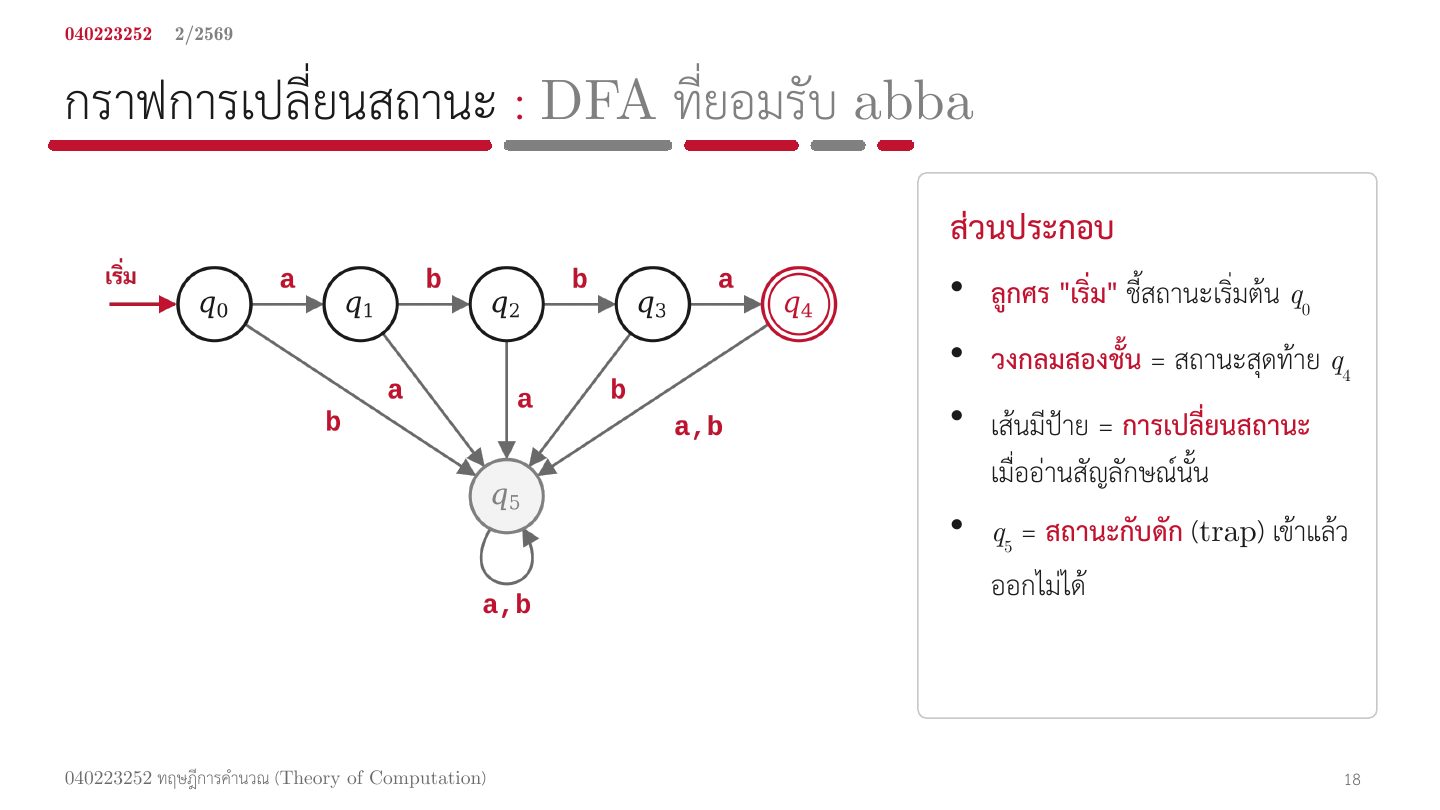 040223252 2/2569
กราฟการเปลี่ยนสถานะ : DFA ที่ยอมรับ abba
เริ่ม
q0
a
q1
b
q2
b
q3
a
q4
b
a
a
b
a,b
q5
a,b
ส่วนประกอบ
• ลูกศร "เริ่ม" ชี้สถานะเริ่มต้น q0
• วงกลมสองชั้น = สถานะสุดท้าย q4
• เส้นมีป้าย = การเปลี่ยนสถานะ
เมื่ออ่านสัญลักษณ์นั้น
• q5 = สถานะกับดัก (trap) เข้าแล้ว
ออกไม่ได้
040223252 ทฤษฎีการคำนวณ (Theory of Computation)
18